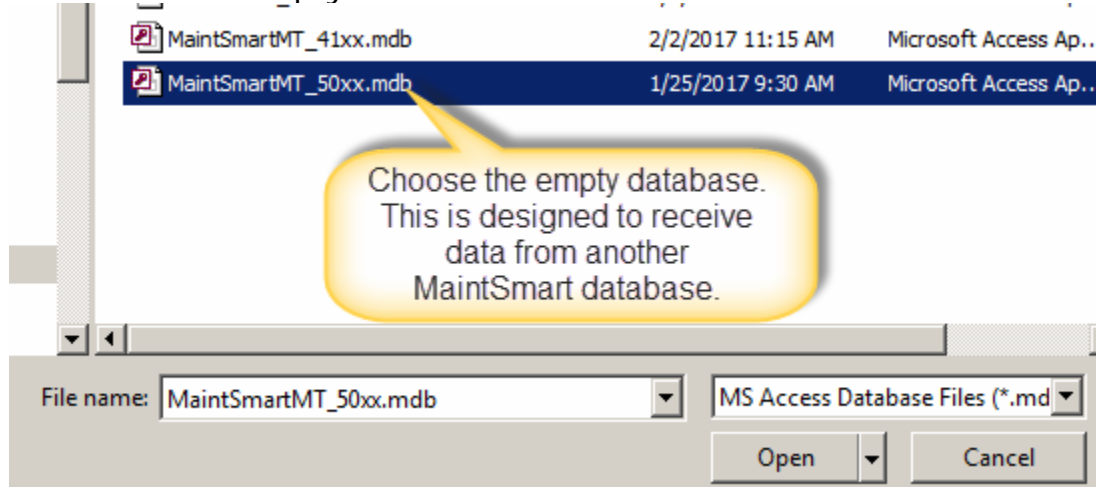 MaintSmartMT_41xx.mdb 2/2/2017 11:15 AM Microsoft Access Ap...
MaintSmartMT_50xx.mdb 1/25/2017 9:30 AM Microsoft Access Ap...
Choose the empty database.
This is designed to receive
data from another
MaintSmart database.
File name: MaintSmartMT_50xx.mdb MS Access Database Files (*.md
Open Cancel